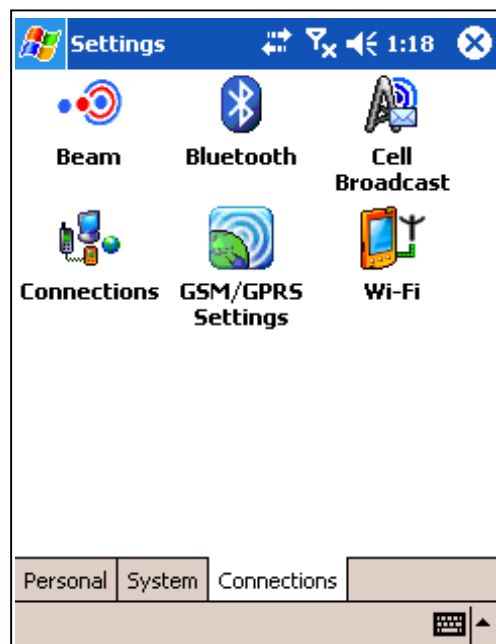 Settings 1:18
Beam Bluetooth Cell Broadcast
Connections GSM/GPRS Settings Wi-Fi
Personal System Connections